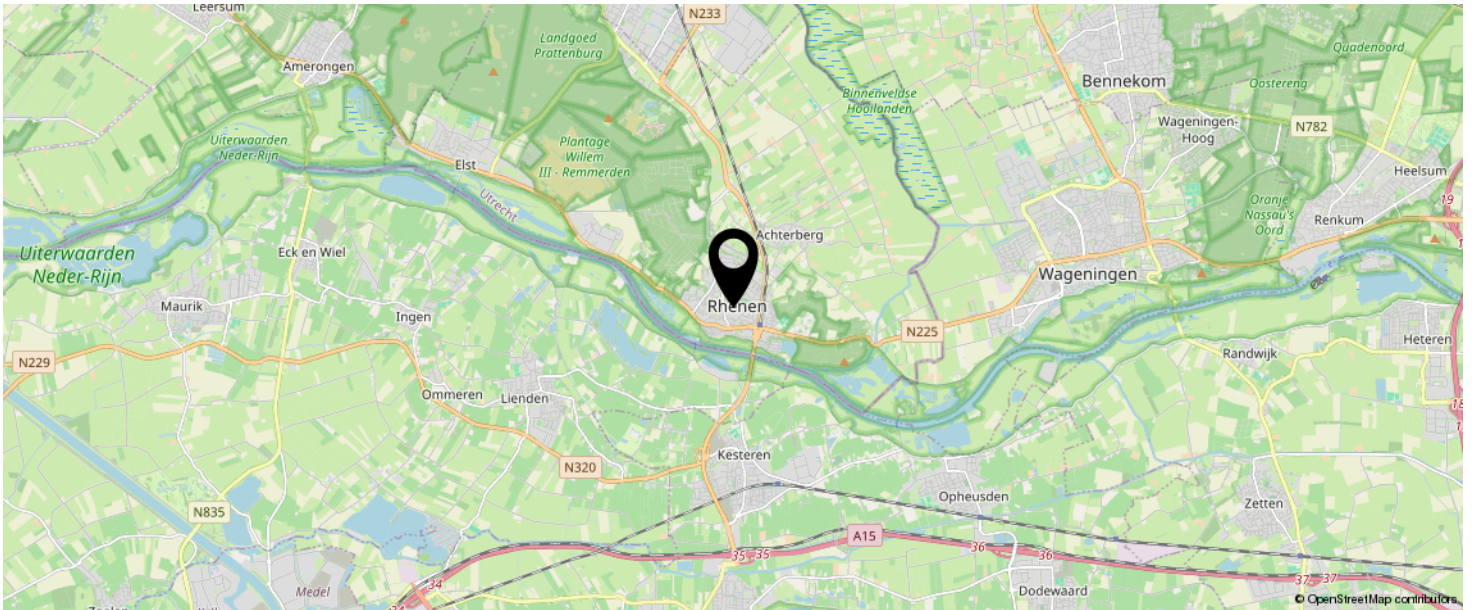 Leersum
N233
Landgoed
Prattenburg
Quadenoord
Amerongen
Bennekom
Oostereng
Binnenveldse
Hooilanden
Wageningen-
Hoog
N782
Uiterwaarden
Neder-Rijn
Plantage
Willem
III - Remmerden
Elst
Heelsum
Utrecht
19
Oranje
Nassau's
Oord
Renkum
Achterberg
Eck en Wiel
Uiterwaarden
Neder-Rijn
Wageningen
Maurik
Rhenen
Ingen
N225
Heteren
N229
Randwijk
Ommeren
Lienden
18
Kesteren
N320
Opheusden
Zetten
N835
A15
35
35
36
36
34
37
37
Medel
Dodewaard
34
© OpenStreetMap contributors